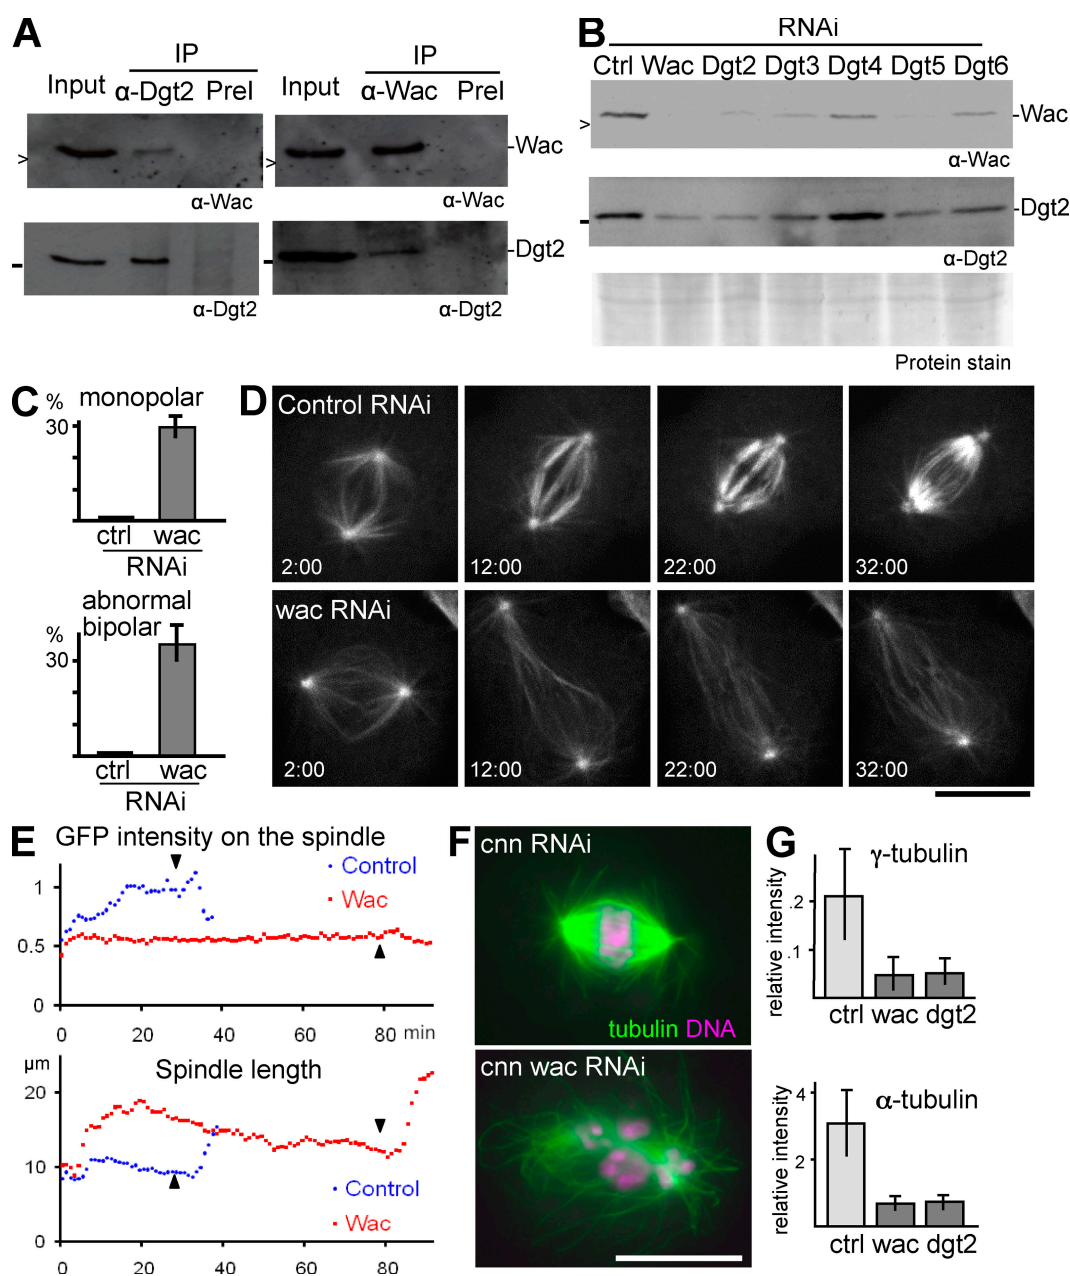 A
IP
Input α-Dgt2 PreI
Input
IP
α-Wac PreI
>
>
-Wac
α-Wac
α-Wac
-Dgt2
α-Dgt2
α-Dgt2
B
RNAi
Ctrl Wac Dgt2 Dgt3 Dgt4 Dgt5 Dgt6
>
-Wac
α-Wac
-Dgt2
α-Dgt2
Protein stain
C
%
monopolar
30
ctrl wac
RNAi
abnormal
bipolar
%
30
ctrl wac
RNAi
D
Control RNAi
2:00
12:00
22:00
32:00
wac RNAi
2:00
12:00
22:00
32:00
E
GFP intensity on the spindle
Control
Wac
1
0.5
0
0 20 40 60 80 min
µm
Spindle length
20
10
0
Control
Wac
0 20 40 60 80
F
cnn RNAi
tubulin DNA
cnn wac RNAi
G
γ-tubulin
relative intensity
.2
.1
ctrl wac dgt2
α-tubulin
relative intensity
4
2
ctrl wac dgt2